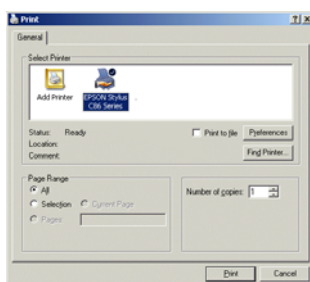 Print
General
Select Printer
Add Printer
EPSON Stylus
C86 Series
Status: Ready
Location:
Comment:
Print to file
Preferences
Find Printer...
Page Range
All
Selection
Current Page
Pages
Number of copies: 1
Print
Cancel